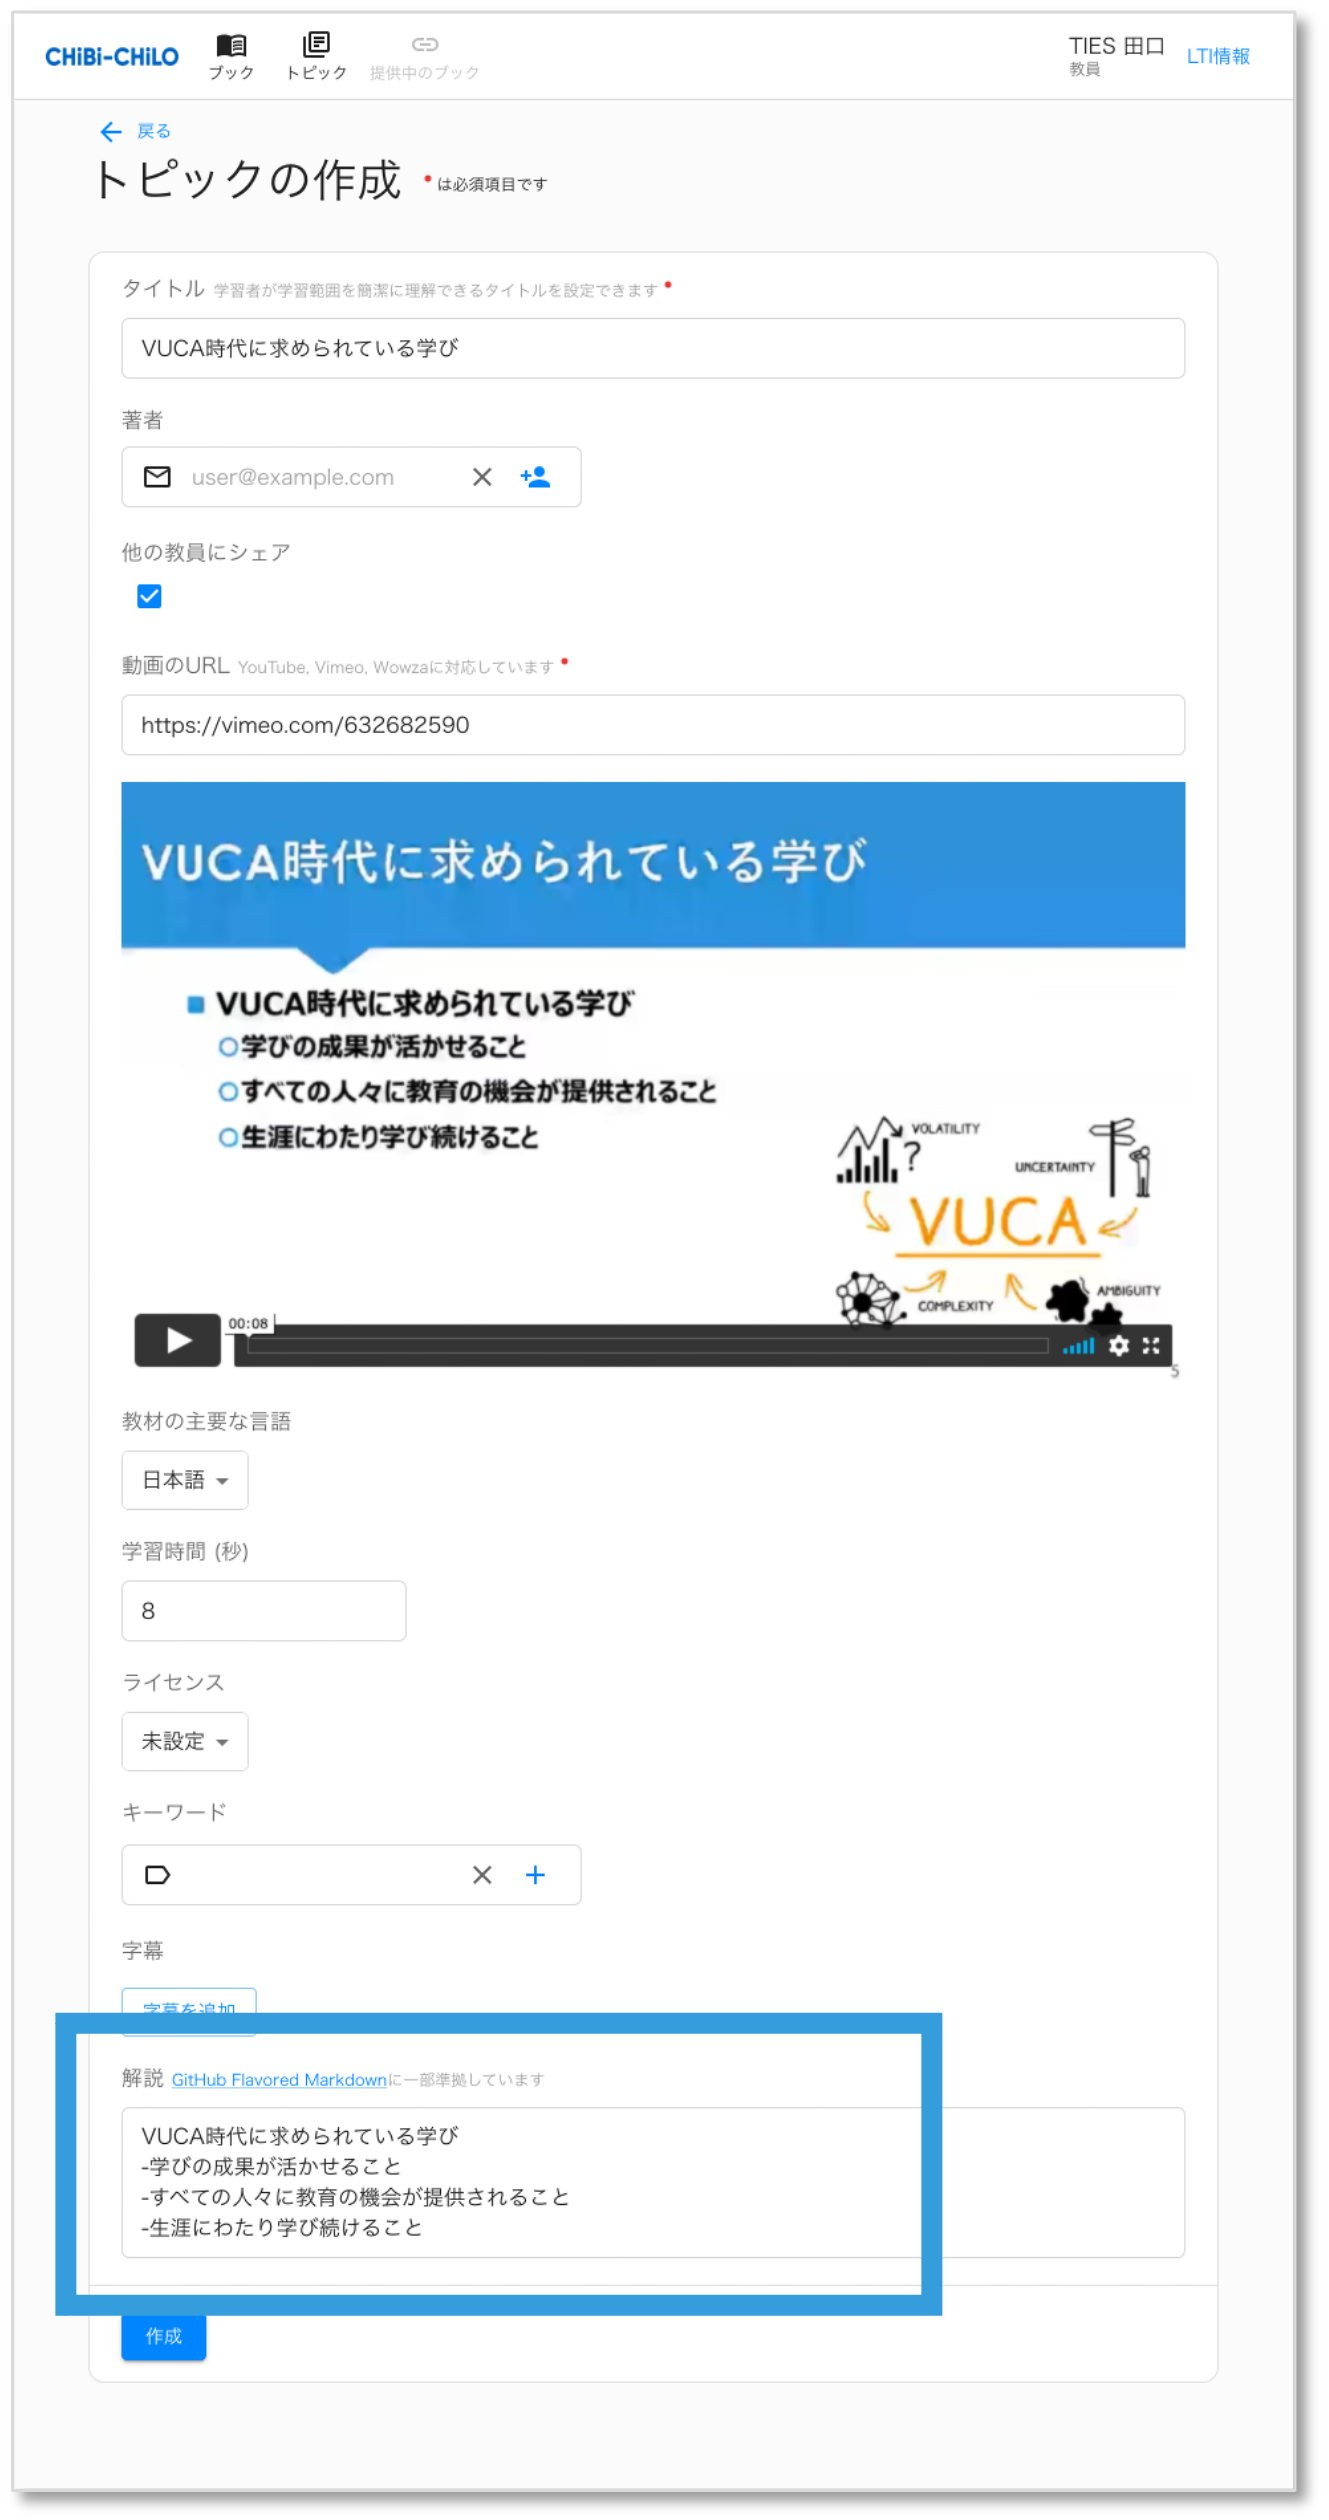 CHiBi-CHiLO
ブック
トピック
提供中のブック
TIES 田口
教員
LTI情報
戻る
トピックの作成 * は必須項目です
タイトル 学習者が学習範囲を簡潔に理解できるタイトルを設定できます *
VUCA時代に求められている学び
著者
user@example.com
他の教員にシェア
動画のURL YouTube, Vimeo, Wowzaに対応しています *
https://vimeo.com/632682590
VUCA時代に求められている学び
■ VUCA時代に求められている学び
○学びの成果が活かせること
○すべての人々に教育の機会が提供されること
○生涯にわたり学び続けること
VOLATILITY
?
UNCERTAINTY
VUCA
COMPLEXITY
AMBIGUITY
00:08
5
教材の主要な言語
日本語
学習時間 (秒)
8
ライセンス
未設定
キーワード
字幕
字幕を追加
解説 GitHub Flavored Markdownに一部準拠しています
VUCA時代に求められている学び
-学びの成果が活かせること
-すべての人々に教育の機会が提供されること
-生涯にわたり学び続けること
作成